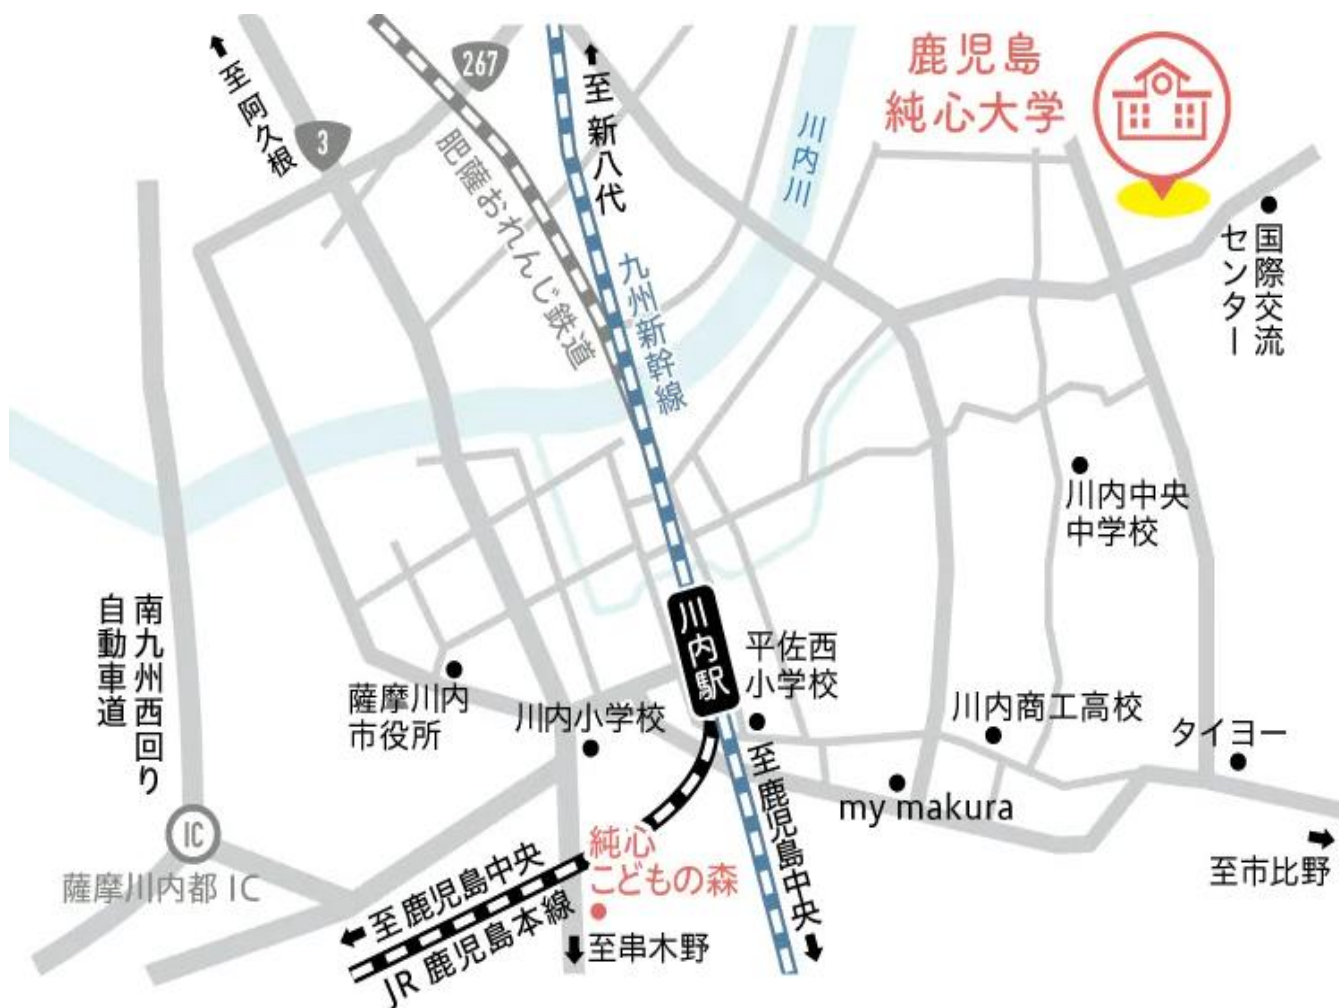 鹿児島
純心大学
267
3
至 阿久根
至 新八代
川内川
肥薩おれんじ鉄道
九州新幹線
国際交流
センター
川内中央
中学校
南九州西回り
自動車道
川内駅
平佐西
小学校
薩摩川内
市役所
川内小学校
川内商工高校
タイヨー
my makura
至 鹿児島中央
IC
薩摩川内都 IC
純心
こどもの森
至 鹿児島中央
JR 鹿児島本線
至串木野
至市比野